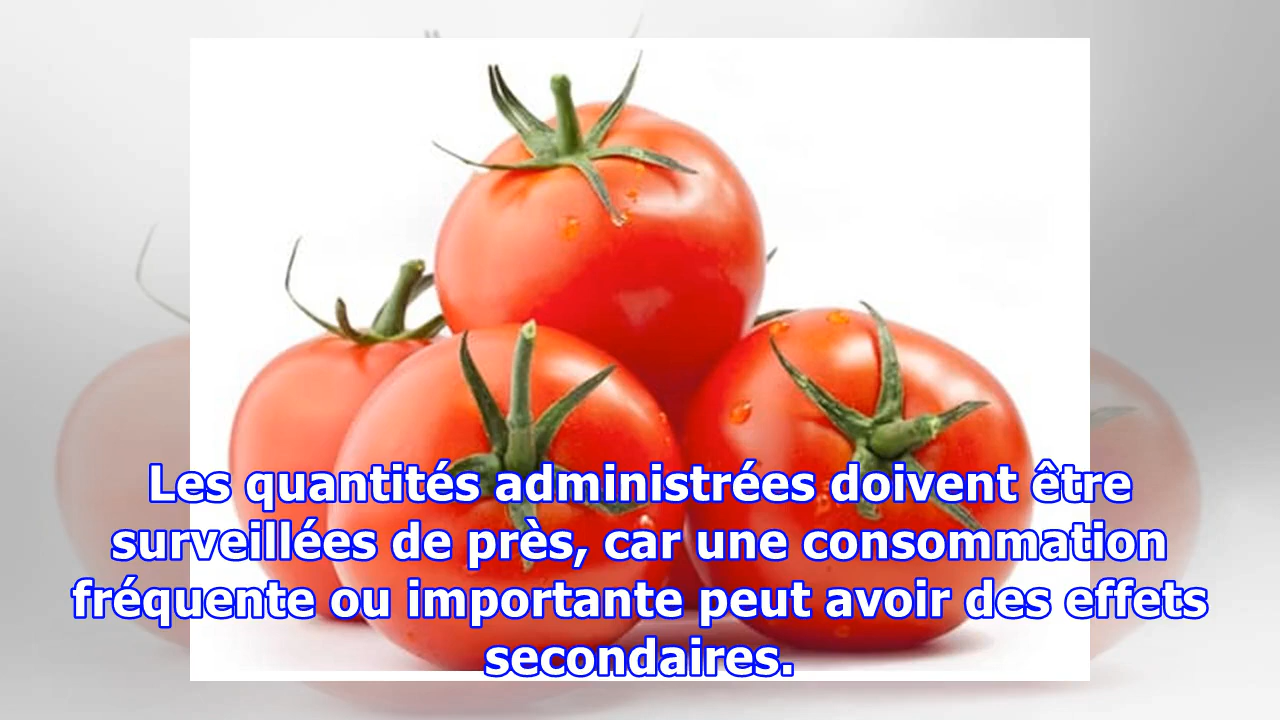 Les quantités administrées doivent être
surveillées de près, car une consommation
fréquente ou importante peut avoir des effets
secondaires.